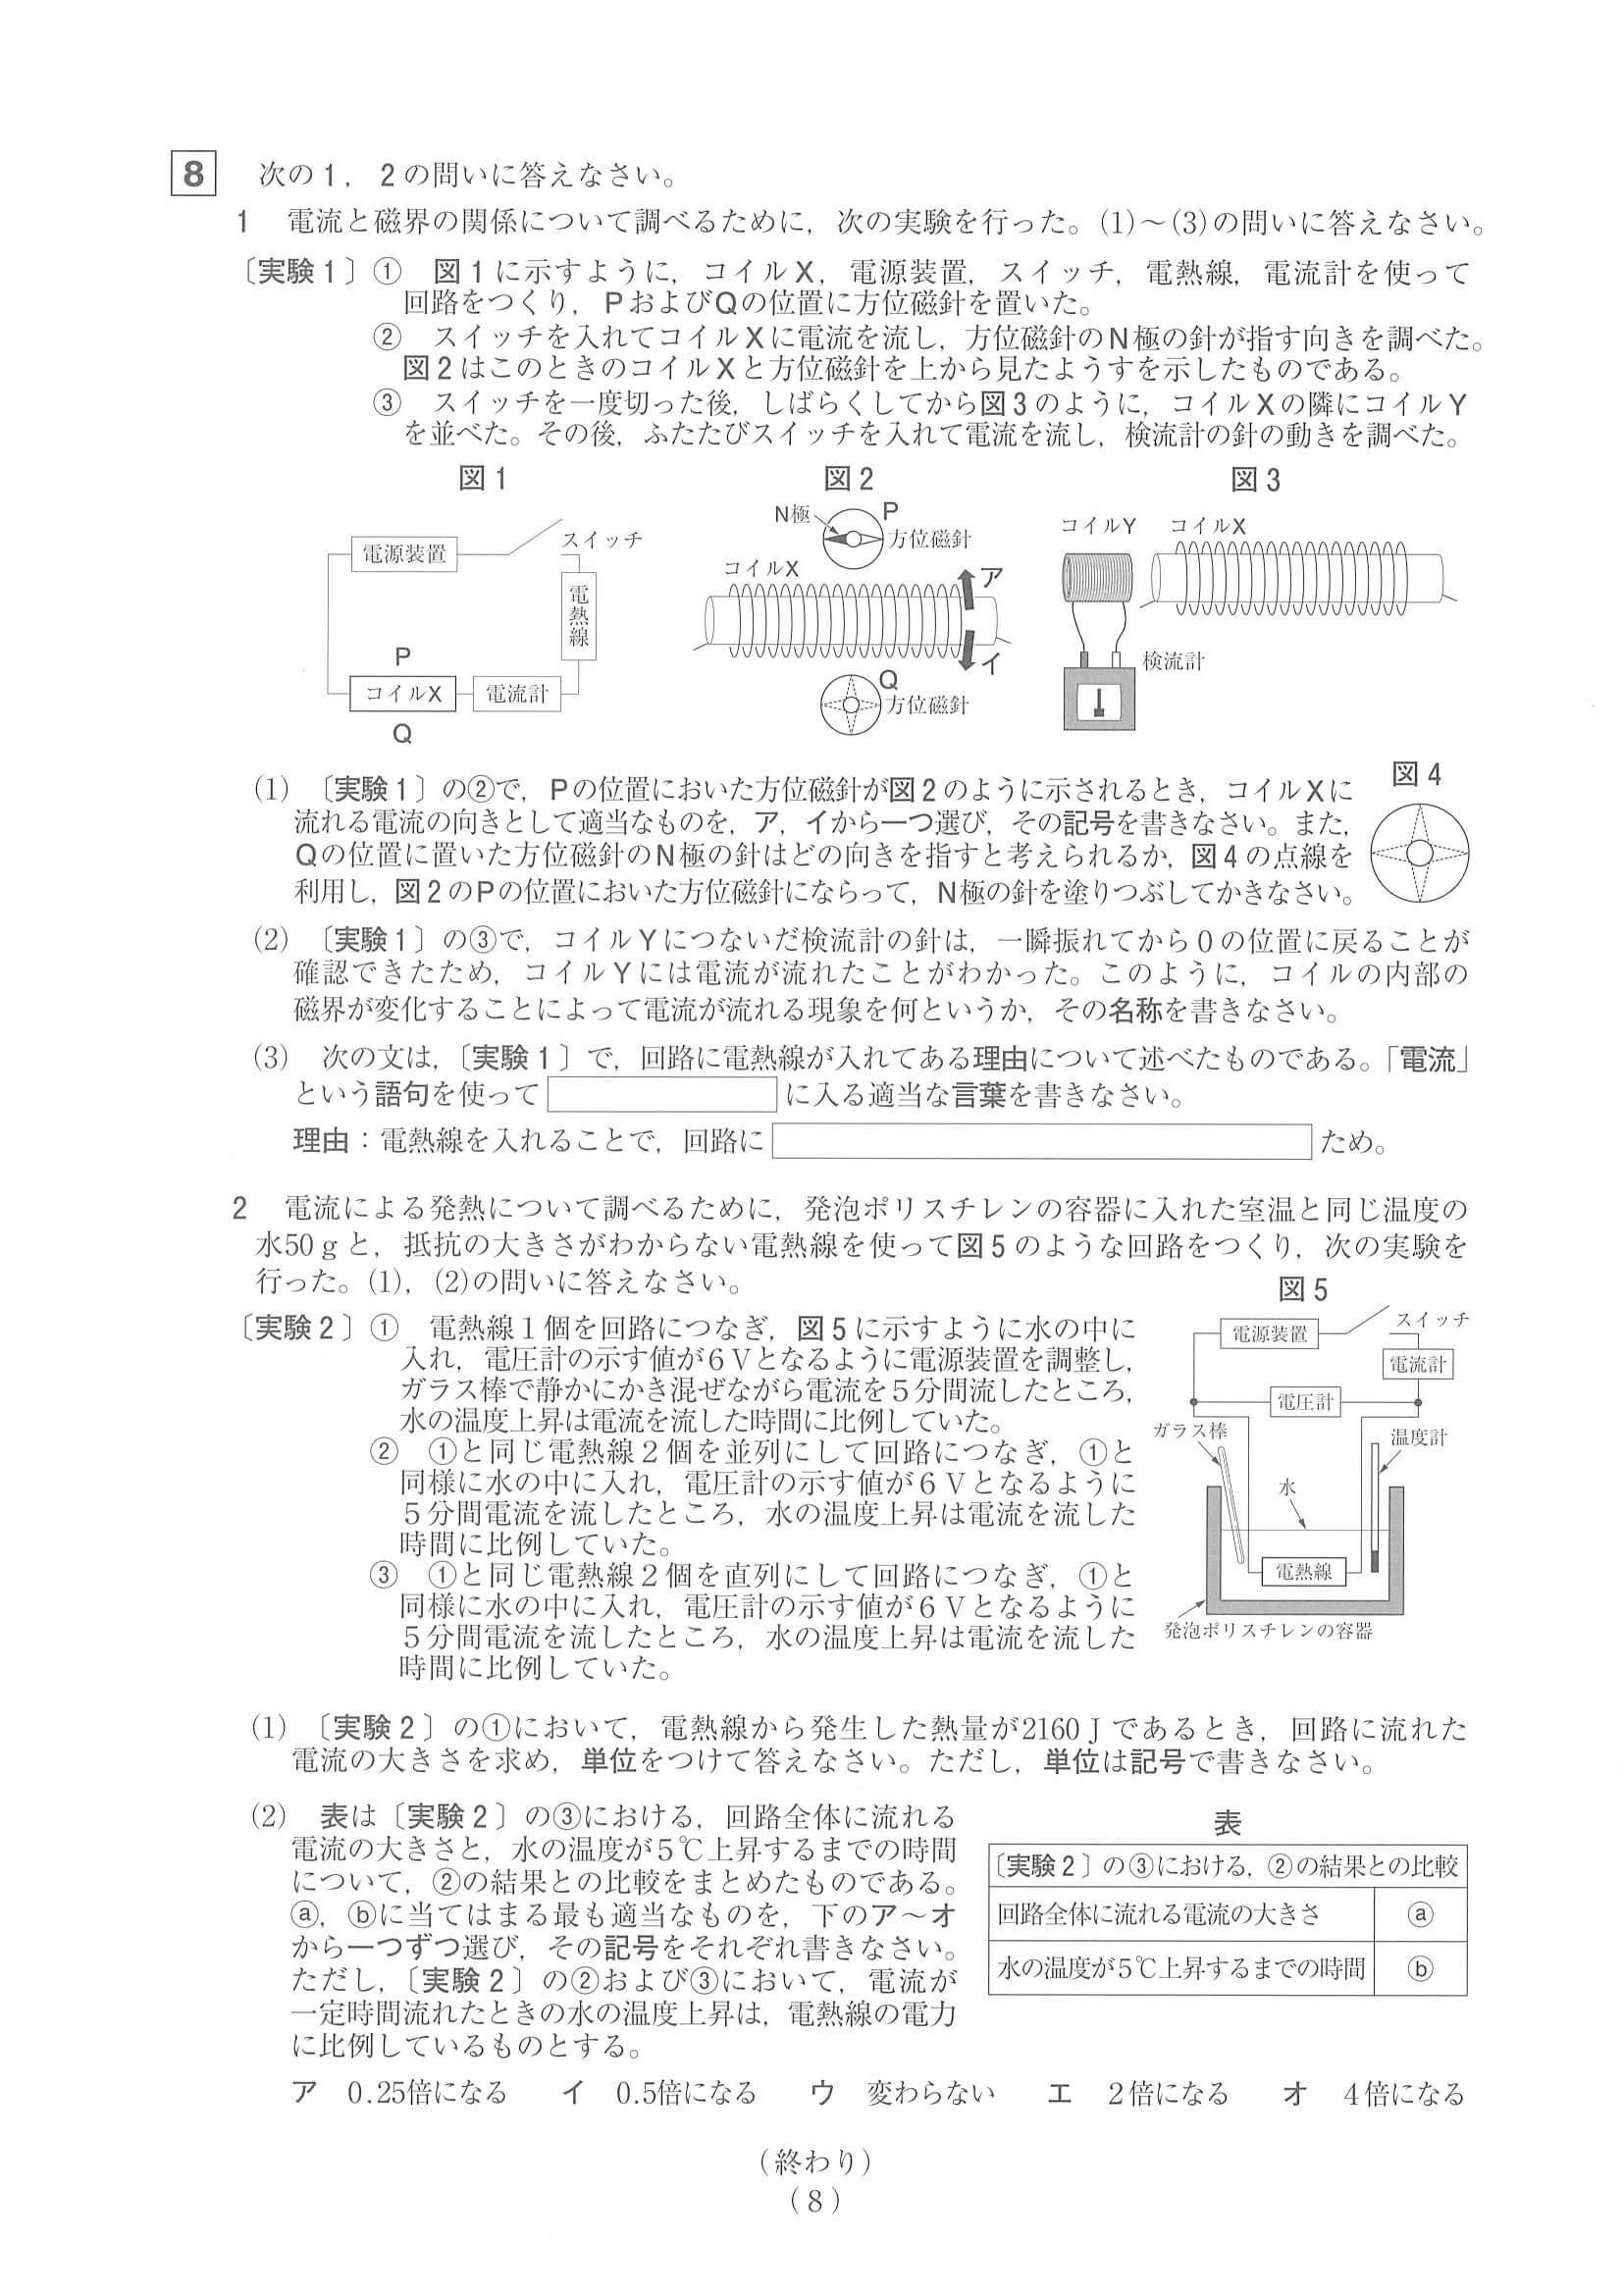 8　次の1，2の問いに答えなさい。
1　電流と磁界の関係について調べるために，次の実験を行った。(1)～(3)の問いに答えなさい。
〔実験1〕①　図1に示すように，コイルX，電源装置，スイッチ，電熱線，電流計を使って
回路をつくり，PおよびQの位置に方位磁針を置いた。
②　スイッチを入れてコイルXに電流を流し，方位磁針のN極の針が指す向きを調べた。
図2はこのときのコイルXと方位磁針を上から見たようすを示したものである。
③　スイッチを一度切った後，しばらくしてから図3のように，コイルXの隣にコイルY
を並べた。その後，ふたたびスイッチを入れて電流を流し，検流計の針の動きを調べた。
図1
電源装置
スイッチ
電熱線
P
コイルX
電流計
Q
図2
N極
P
方位磁針
コイルX
ア
イ
Q
方位磁針
図3
コイルY
コイルX
検流計
(1)　〔実験1〕の②で，Pの位置においた方位磁針が図2のように示されるとき，コイルXに
流れる電流の向きとして適当なものを，ア，イから一つ選び，その記号を書きなさい。また，
Qの位置に置いた方位磁針のN極の針はどの向きを指すと考えられるか，図4の点線を
利用し，図2のPの位置においた方位磁針にならって，N極の針を塗りつぶしてかきなさい。
図4
(2)　〔実験1〕の③で，コイルYにつないだ検流計の針は，一瞬振れてから0の位置に戻ることが
確認できたため，コイルYには電流が流れたことがわかった。このように，コイルの内部の
磁界が変化することによって電流が流れる現象を何というか，その名称を書きなさい。
(3)　次の文は，〔実験1〕で，回路に電熱線が入れてある理由について述べたものである。「電流」
という語句を使って　　　に入る適当な言葉を書きなさい。
理由：電熱線を入れることで，回路に　　　ため。
2　電流による発熱について調べるために，発泡ポリスチレンの容器に入れた室温と同じ温度の
水50gと，抵抗の大きさがわからない電熱線を使って図5のような回路をつくり，次の実験を
行った。(1)，(2)の問いに答えなさい。
〔実験2〕①　電熱線1個を回路につなぎ，図5に示すように水の中に
入れ，電圧計の示す値が6Vとなるように電源装置を調整し，
ガラス棒で静かにかき混ぜながら電流を5分間流したところ，
水の温度上昇は電流を流した時間に比例していた。
②　①と同じ電熱線2個を並列にして回路につなぎ，①と
同様に水の中に入れ，電圧計の示す値が6Vとなるように
5分間電流を流したところ，水の温度上昇は電流を流した
時間に比例していた。
③　①と同じ電熱線2個を直列にして回路につなぎ，①と
同様に水の中に入れ，電圧計の示す値が6Vとなるように
5分間電流を流したところ，水の温度上昇は電流を流した
時間に比例していた。
図5
電源装置
スイッチ
電流計
電圧計
ガラス棒
温度計
水
電熱線
発泡ポリスチレンの容器
(1)　〔実験2〕の①において，電熱線から発生した熱量が2160Jであるとき，回路に流れた
電流の大きさを求め，単位をつけて答えなさい。ただし，単位は記号で書きなさい。
(2)　表は〔実験2〕の③における，回路全体に流れる
電流の大きさと，水の温度が5℃上昇するまでの時間
について，②の結果との比較をまとめたものである。
ⓐ，ⓑに当てはまる最も適当なものを，下のア～オ
から一つずつ選び，その記号をそれぞれ書きなさい。
ただし，〔実験2〕の②および③において，電流が
一定時間流れたときの水の温度上昇は，電熱線の電力
に比例しているものとする。
表
〔実験2〕の③における，②の結果との比較
回路全体に流れる電流の大きさ　ⓐ
水の温度が5℃上昇するまでの時間　ⓑ
ア　0.25倍になる　イ　0.5倍になる　ウ　変わらない　エ　2倍になる　オ　4倍になる
（終わり）
(8)